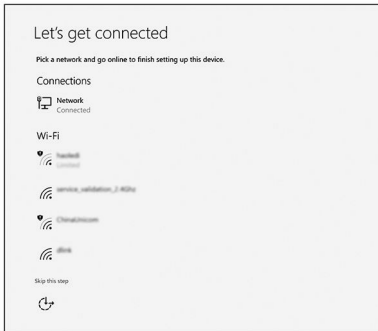 Let's get connected
Pick a network and go online to finish setting up this device.
Connections
Network
Connected
Wi-Fi
service_validation_2.4Ghz
ChinaUnicom
dlink
Skip this step